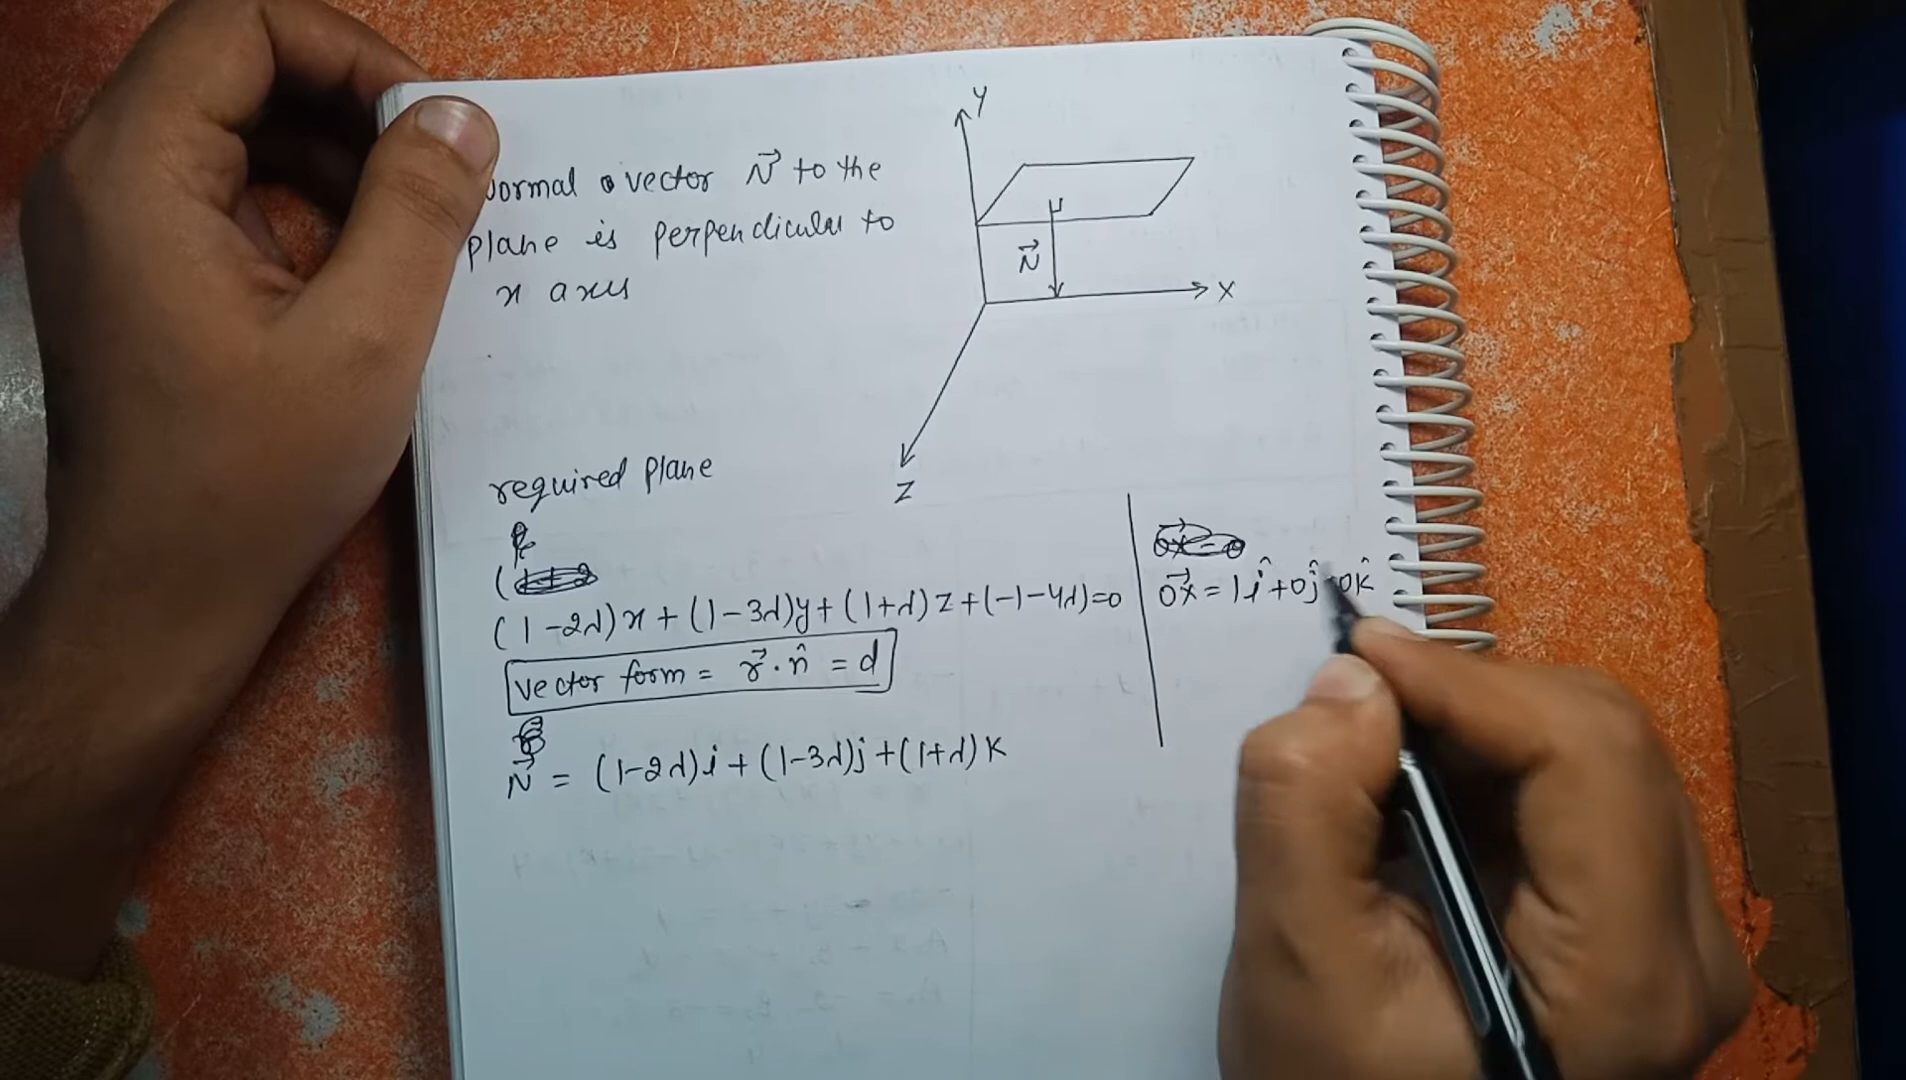 Normal vector N⃗ to the
plane is perpendicular to
x axis
Y
N⃗
X
Z
required plane
(1-2λ)x+(1-3λ)y+(1+λ)z+(-1-4λ)=0
vector form = r⃗.n̂ = d
N⃗ = (1-2λ)i+(1-3λ)j+(1+λ)k
OX⃗ = 1î+0ĵ 0k̂